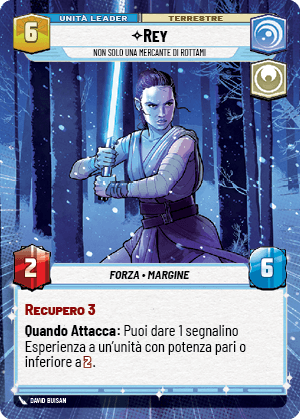 6
UNITÀ LEADER
TERRESTRE
✧REY
NON SOLO UNA MERCANTE DI ROTTAMI
2
FORZA • MARGINE
6
RECUPERO 3
Quando Attacca: Puoi dare 1 segnalino
Esperienza a un'unità con potenza pari o
inferiore a 2.
DAVID BUISAN